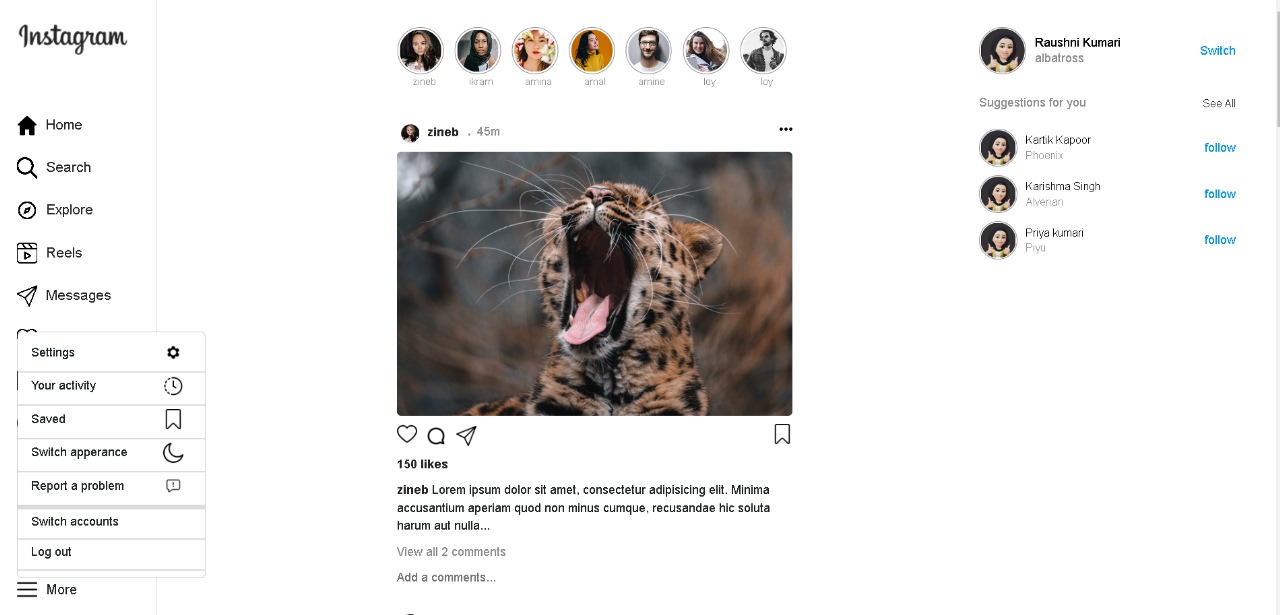 Instagram
Home
Search
Explore
Reels
Messages
Settings
Your activity
Saved
Switch apperance
Report a problem
Switch accounts
Log out
More
zineb ikram amina amal amine loy loy
zineb . 45m
150 likes
zineb Lorem ipsum dolor sit amet, consectetur adipisicing elit. Minima
accusantium aperiam quod non minus cumque, recusandae hic soluta
harum aut nulla...
View all 2 comments
Add a comments...
Raushni Kumari
albatross
Switch
Suggestions for you See All
Kartik Kapoor
Phoenix
follow
Karishma Singh
Alverian
follow
Priya kumari
Piyu
follow